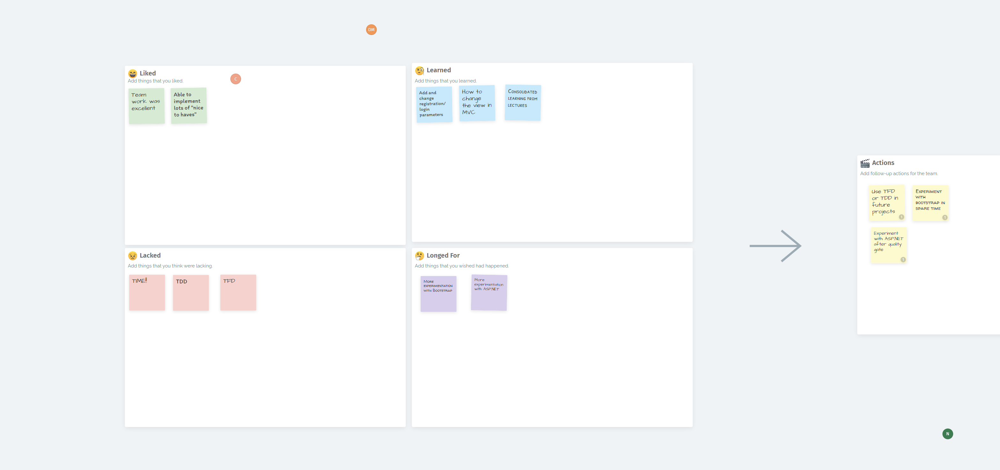 DM
Liked
C
Add things that you liked.
Team
work was
excellent
Able to
implement
lots of "nice
to haves"
Learned
Add things that you learned.
Add and
change
registration/
login
parameters
How to
change
the view in
MVC
Consolidated
learning from
lectures
Lacked
Add things that you think were lacking.
TIME!!
TDD
TFD
Longed For
Add things that you wished had happened.
More
experimentation
with Bootstrap
More
experimentation
with ASP.NET
Actions
Add follow-up actions for the team.
Use TFD
or TDD in
future
projects
1
Experiment
with
bootstrap in
spare time
1
Experiment
with ASP.NET
after quality
gate
1
N